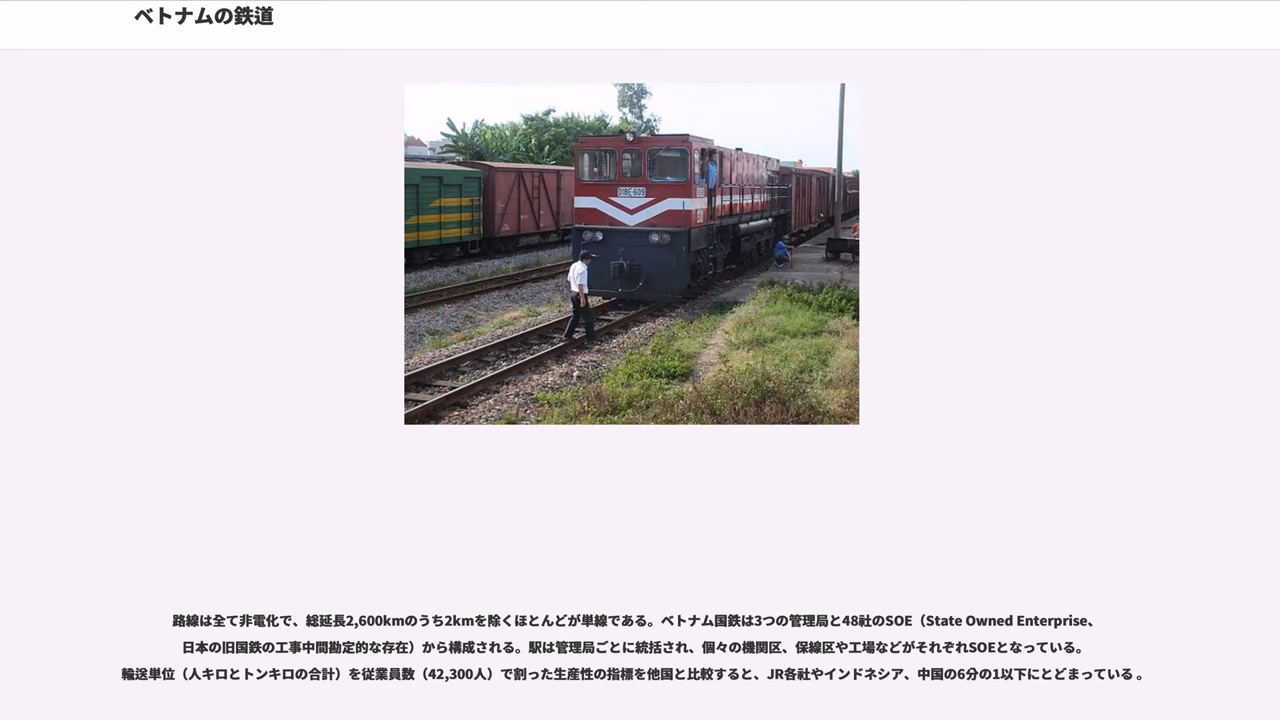 ベトナムの鉄道
D18E-609
路線は全て非電化で、総延長2,600kmのうち2kmを除くほとんどが単線である。ベトナム国鉄は3つの管理局と48社のSOE（State Owned Enterprise、
日本の旧国鉄の工事中間勘定的な存在）から構成される。駅は管理局ごとに統括され、個々の機関区、保線区や工場などがそれぞれSOEとなっている。
輸送単位（人キロとトンキロの合計）を従業員数（42,300人）で割った生産性の指標を他国と比較すると、JR各社やインドネシア、中国の6分の1以下にとどまっている 。